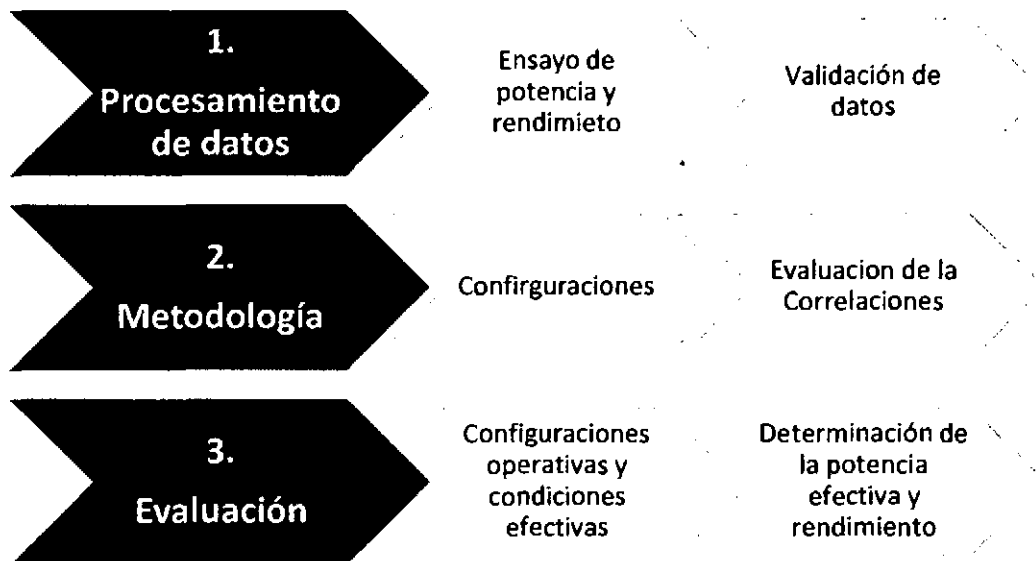 1.
Procesamiento
de datos
Ensayo de
potencia y
rendimieto
Validación de
datos
2.
Metodología
Confirguraciones
Evaluacion de la
Correlaciones
3.
Evaluación
Configuraciones
operativas y
condiciones
efectivas
Determinación de
la potencia
efectiva y
rendimiento